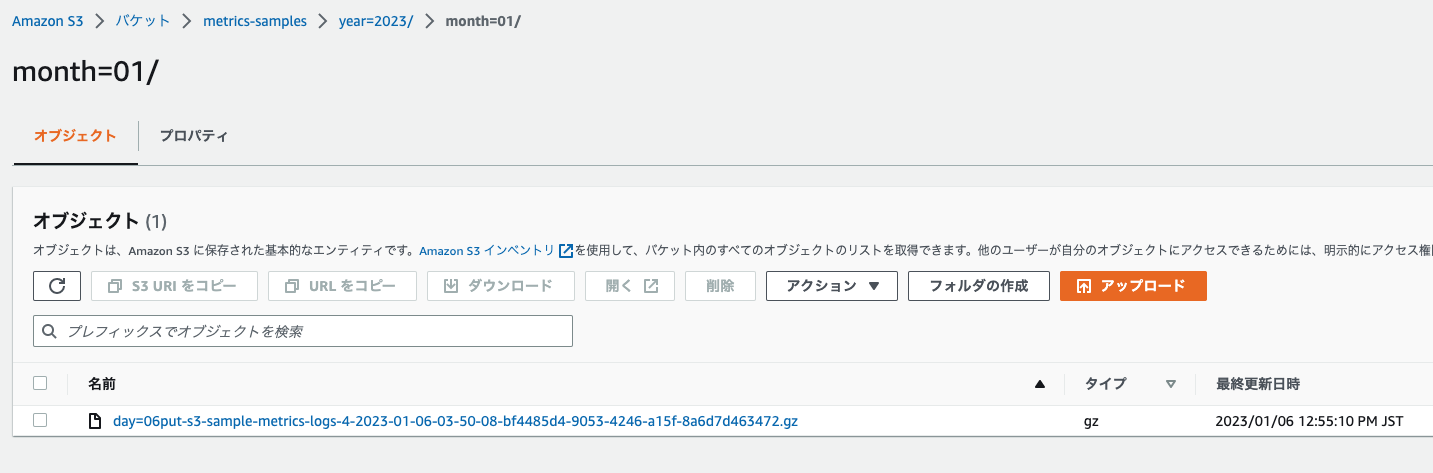 Amazon S3 > バケット > metrics-samples > year=2023/ > month=01/
month=01/
オブジェクト プロパティ
オブジェクト (1)
オブジェクトは、Amazon S3 に保存された基本的なエンティティです。Amazon S3 インベントリ を使用して、バケット内のすべてのオブジェクトのリストを取得できます。他のユーザーが自分のオブジェクトにアクセスできるためには、明示的にアクセス権
S3 URI をコピー URL をコピー ダウンロード 開く 削除 アクション フォルダの作成 アップロード
プレフィックスでオブジェクトを検索
名前 タイプ 最終更新日時
day=06put-s3-sample-metrics-logs-4-2023-01-06-03-50-08-bf4485d4-9053-4246-a15f-8a6d7d463472.gz gz 2023/01/06 12:55:10 PM JST